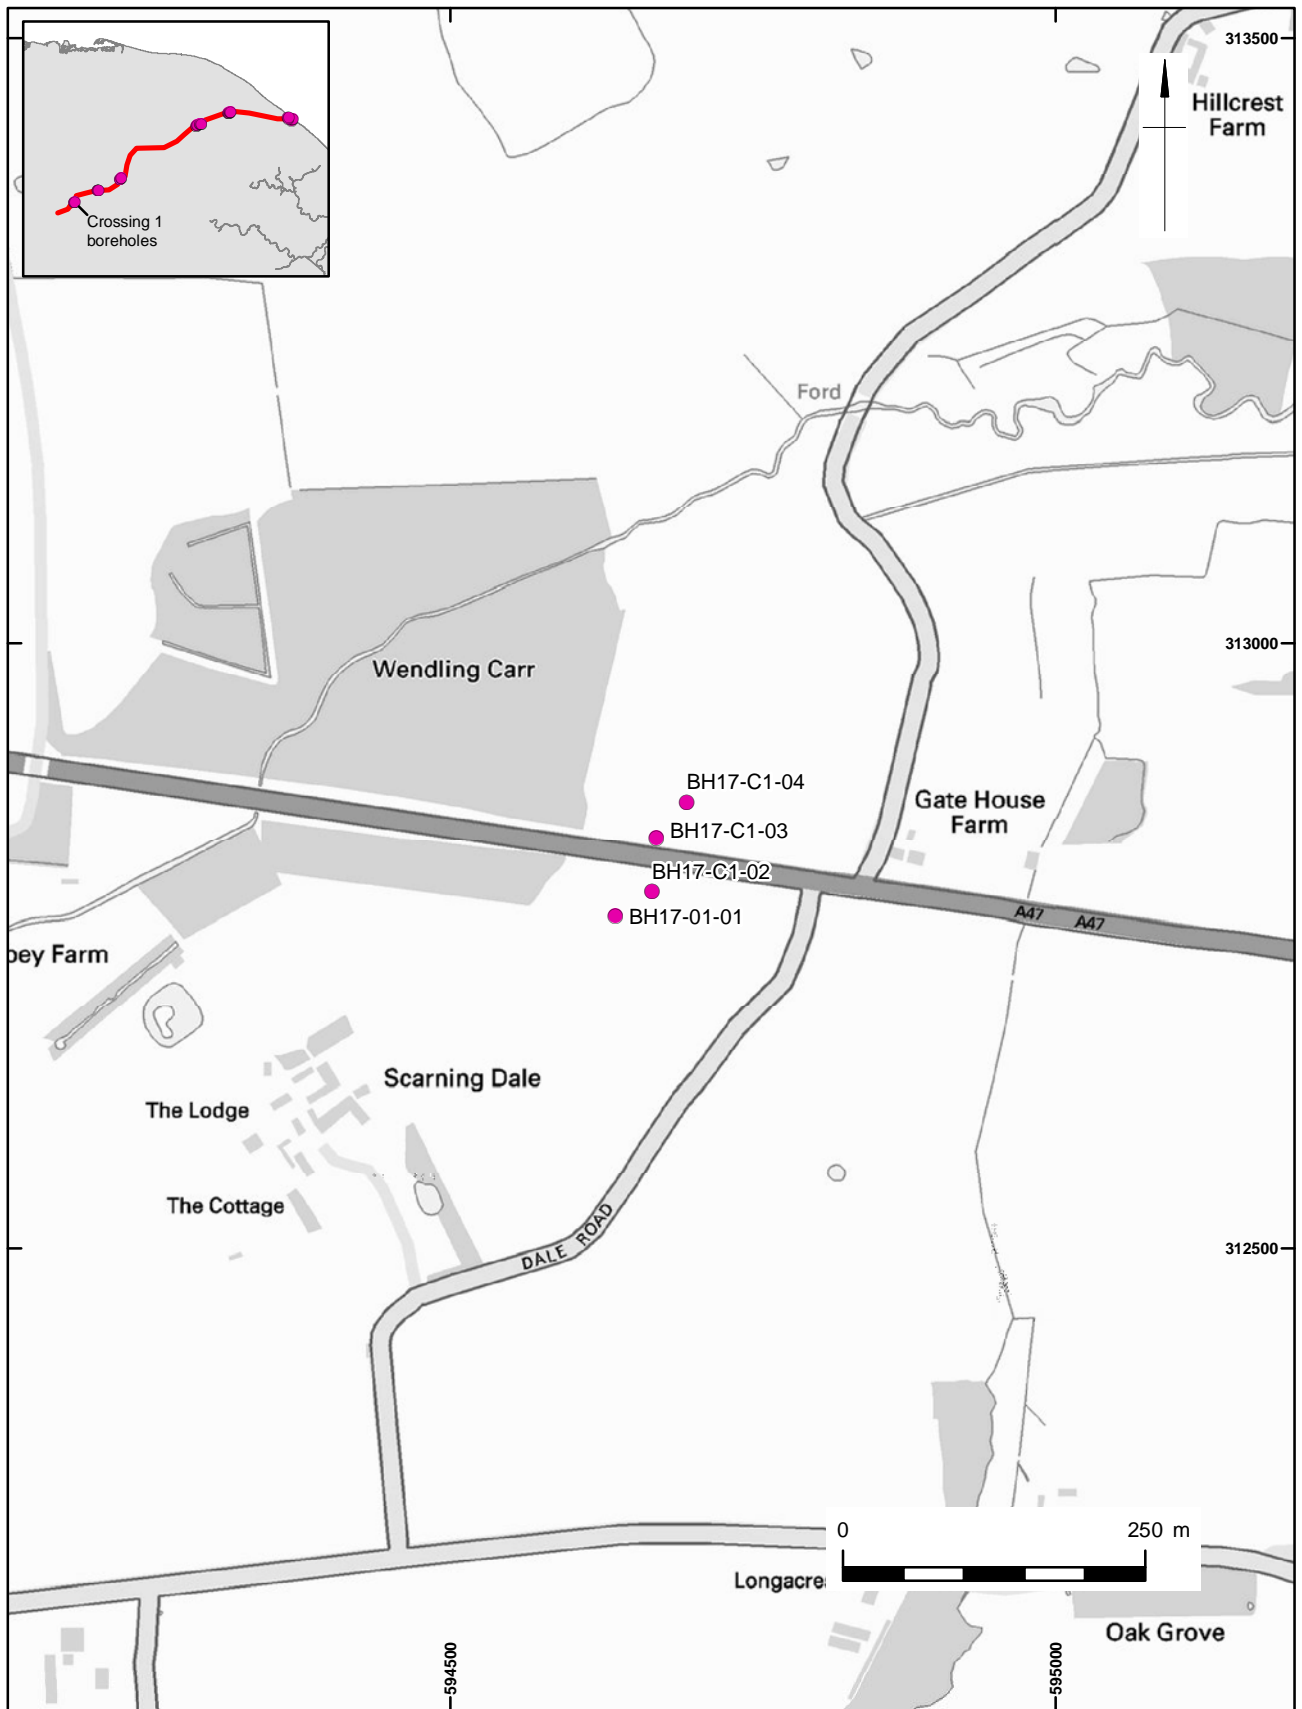 313500
Hillcrest
Farm
Crossing 1
boreholes
Ford
313000
Wendling Carr
BH17-C1-04
Gate House
Farm
BH17-C1-03
BH17-C1-02
BH17-01-01
A47 A47
bey Farm
Scarning Dale
The Lodge
The Cottage
DALE ROAD
312500
0 250 m
Longacre
Oak Grove
594500
595000